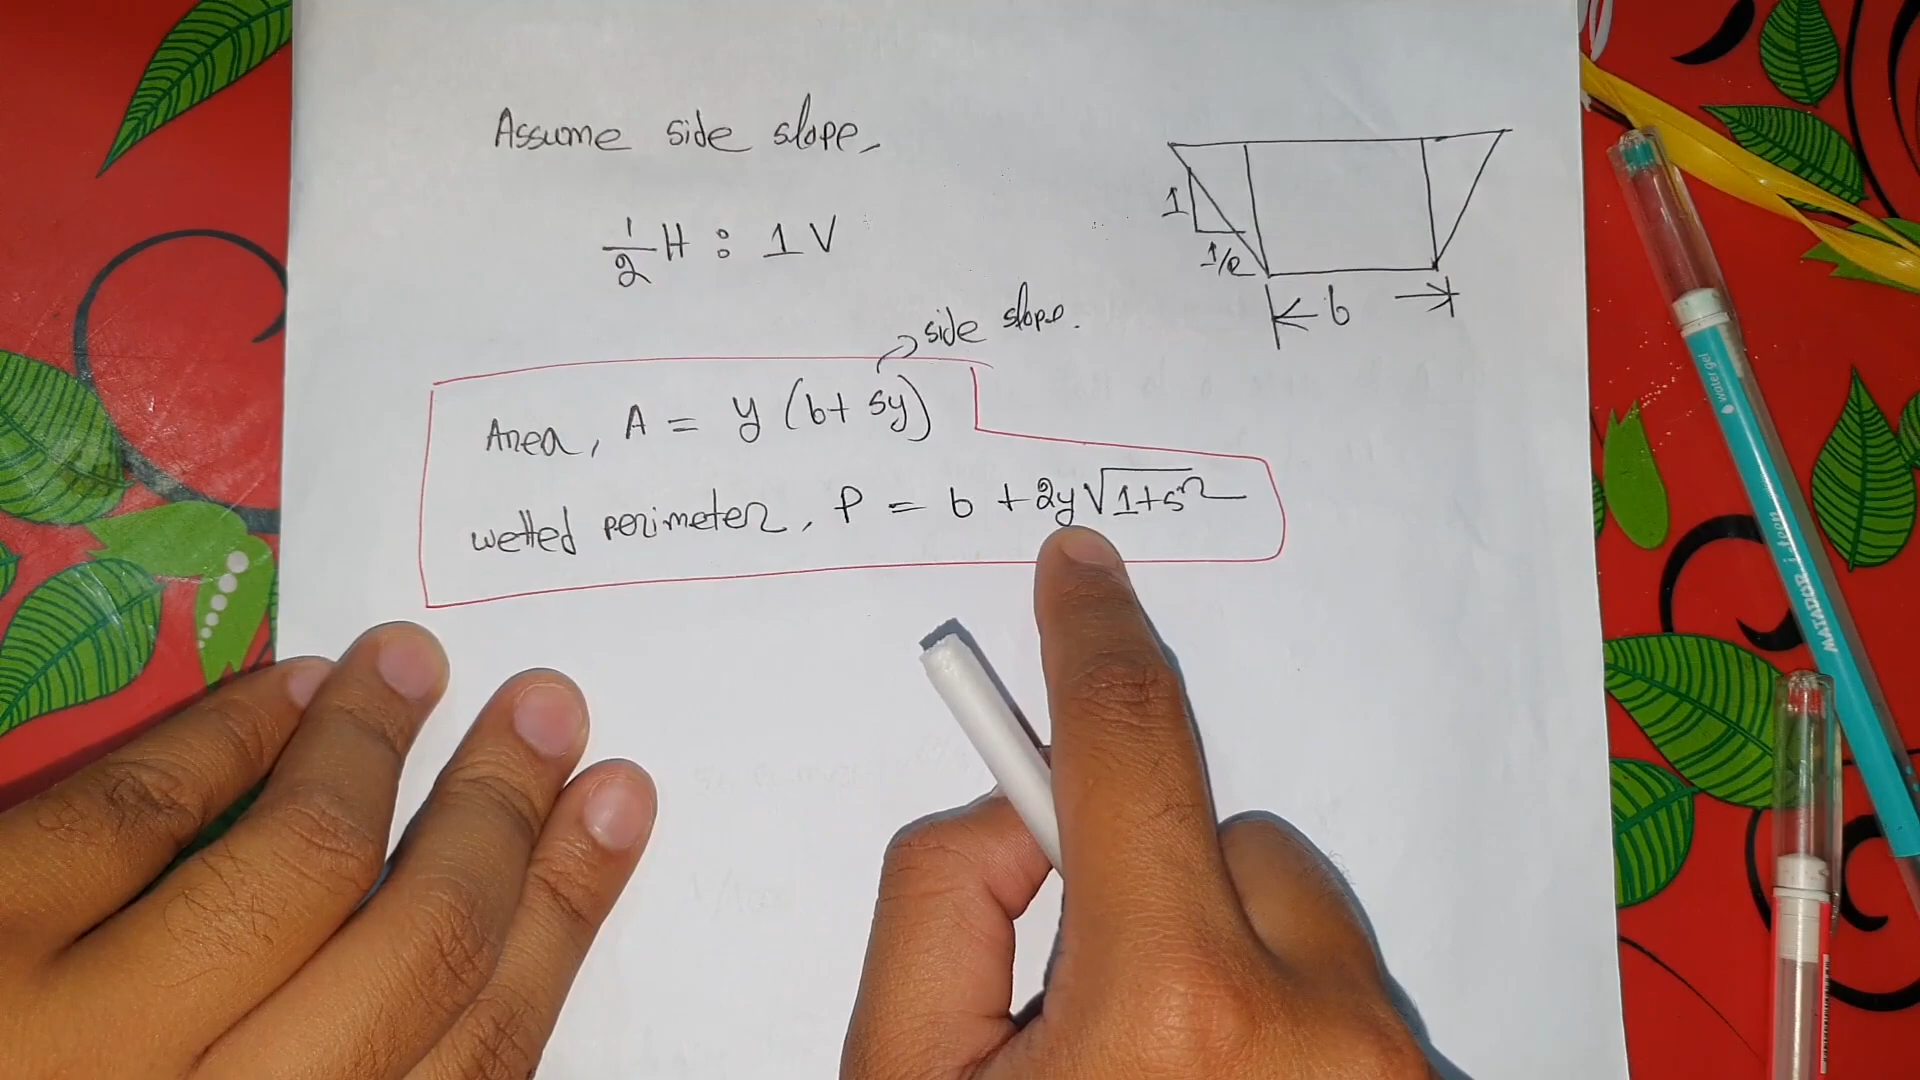 Assume side slope,
1/2 H : 1 V
1
1/2
b
side slope.
Area, A = y (b + sy)
wetted perimeter, P = b + 2y√1+s²
water gel
MATADOR i-teen